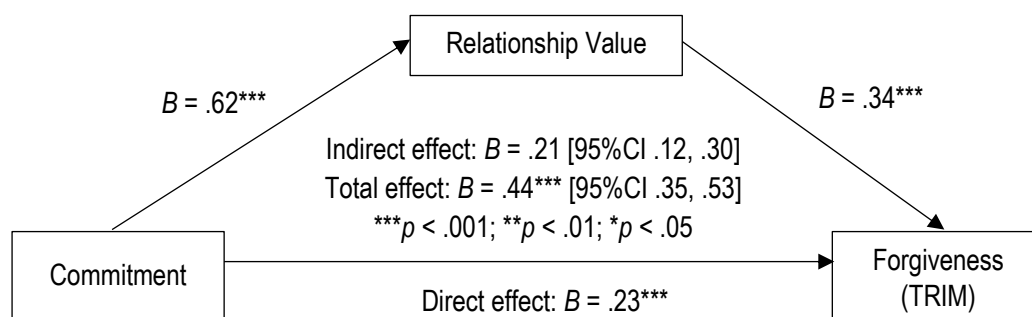 Relationship Value
B = .62***
B = .34***
Indirect effect: B = .21 [95%CI .12, .30]
Total effect: B = .44*** [95%CI .35, .53]
***p < .001; **p < .01; *p < .05
Commitment
Forgiveness
(TRIM)
Direct effect: B = .23***